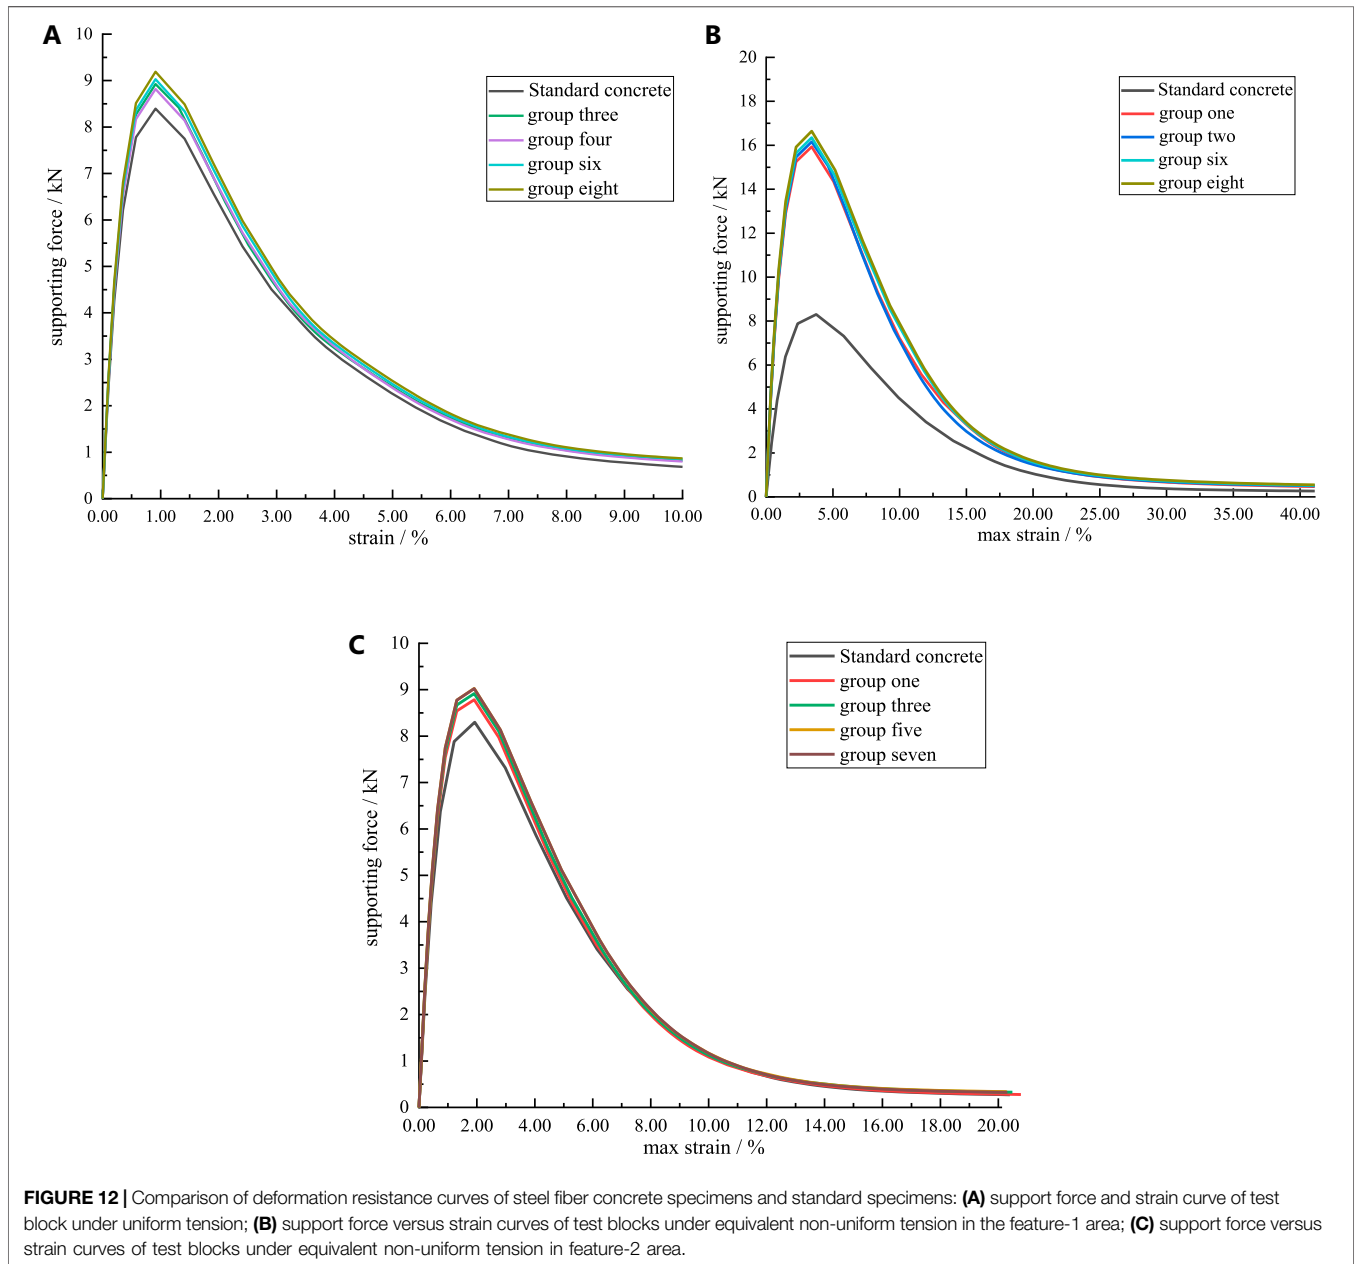 A
10
9
8
7
6
5
4
3
2
1
0
supporting force / kN
0.00 1.00 2.00 3.00 4.00 5.00 6.00 7.00 8.00 9.00 10.00
strain / %
Standard concrete
group three
group four
group six
group eight
B
20
18
16
14
12
10
8
6
4
2
0
supporting force / kN
0.00 5.00 10.00 15.00 20.00 25.00 30.00 35.00 40.00
max strain / %
Standard concrete
group one
group two
group six
group eight
C
10
9
8
7
6
5
4
3
2
1
0
supporting force / kN
0.00 2.00 4.00 6.00 8.00 10.00 12.00 14.00 16.00 18.00 20.00
max strain / %
Standard concrete
group one
group three
group five
group seven
FIGURE 12 | Comparison of deformation resistance curves of steel fiber concrete specimens and standard specimens: (A) support force and strain curve of test
block under uniform tension; (B) support force versus strain curves of test blocks under equivalent non-uniform tension in the feature-1 area; (C) support force versus
strain curves of test blocks under equivalent non-uniform tension in feature-2 area.